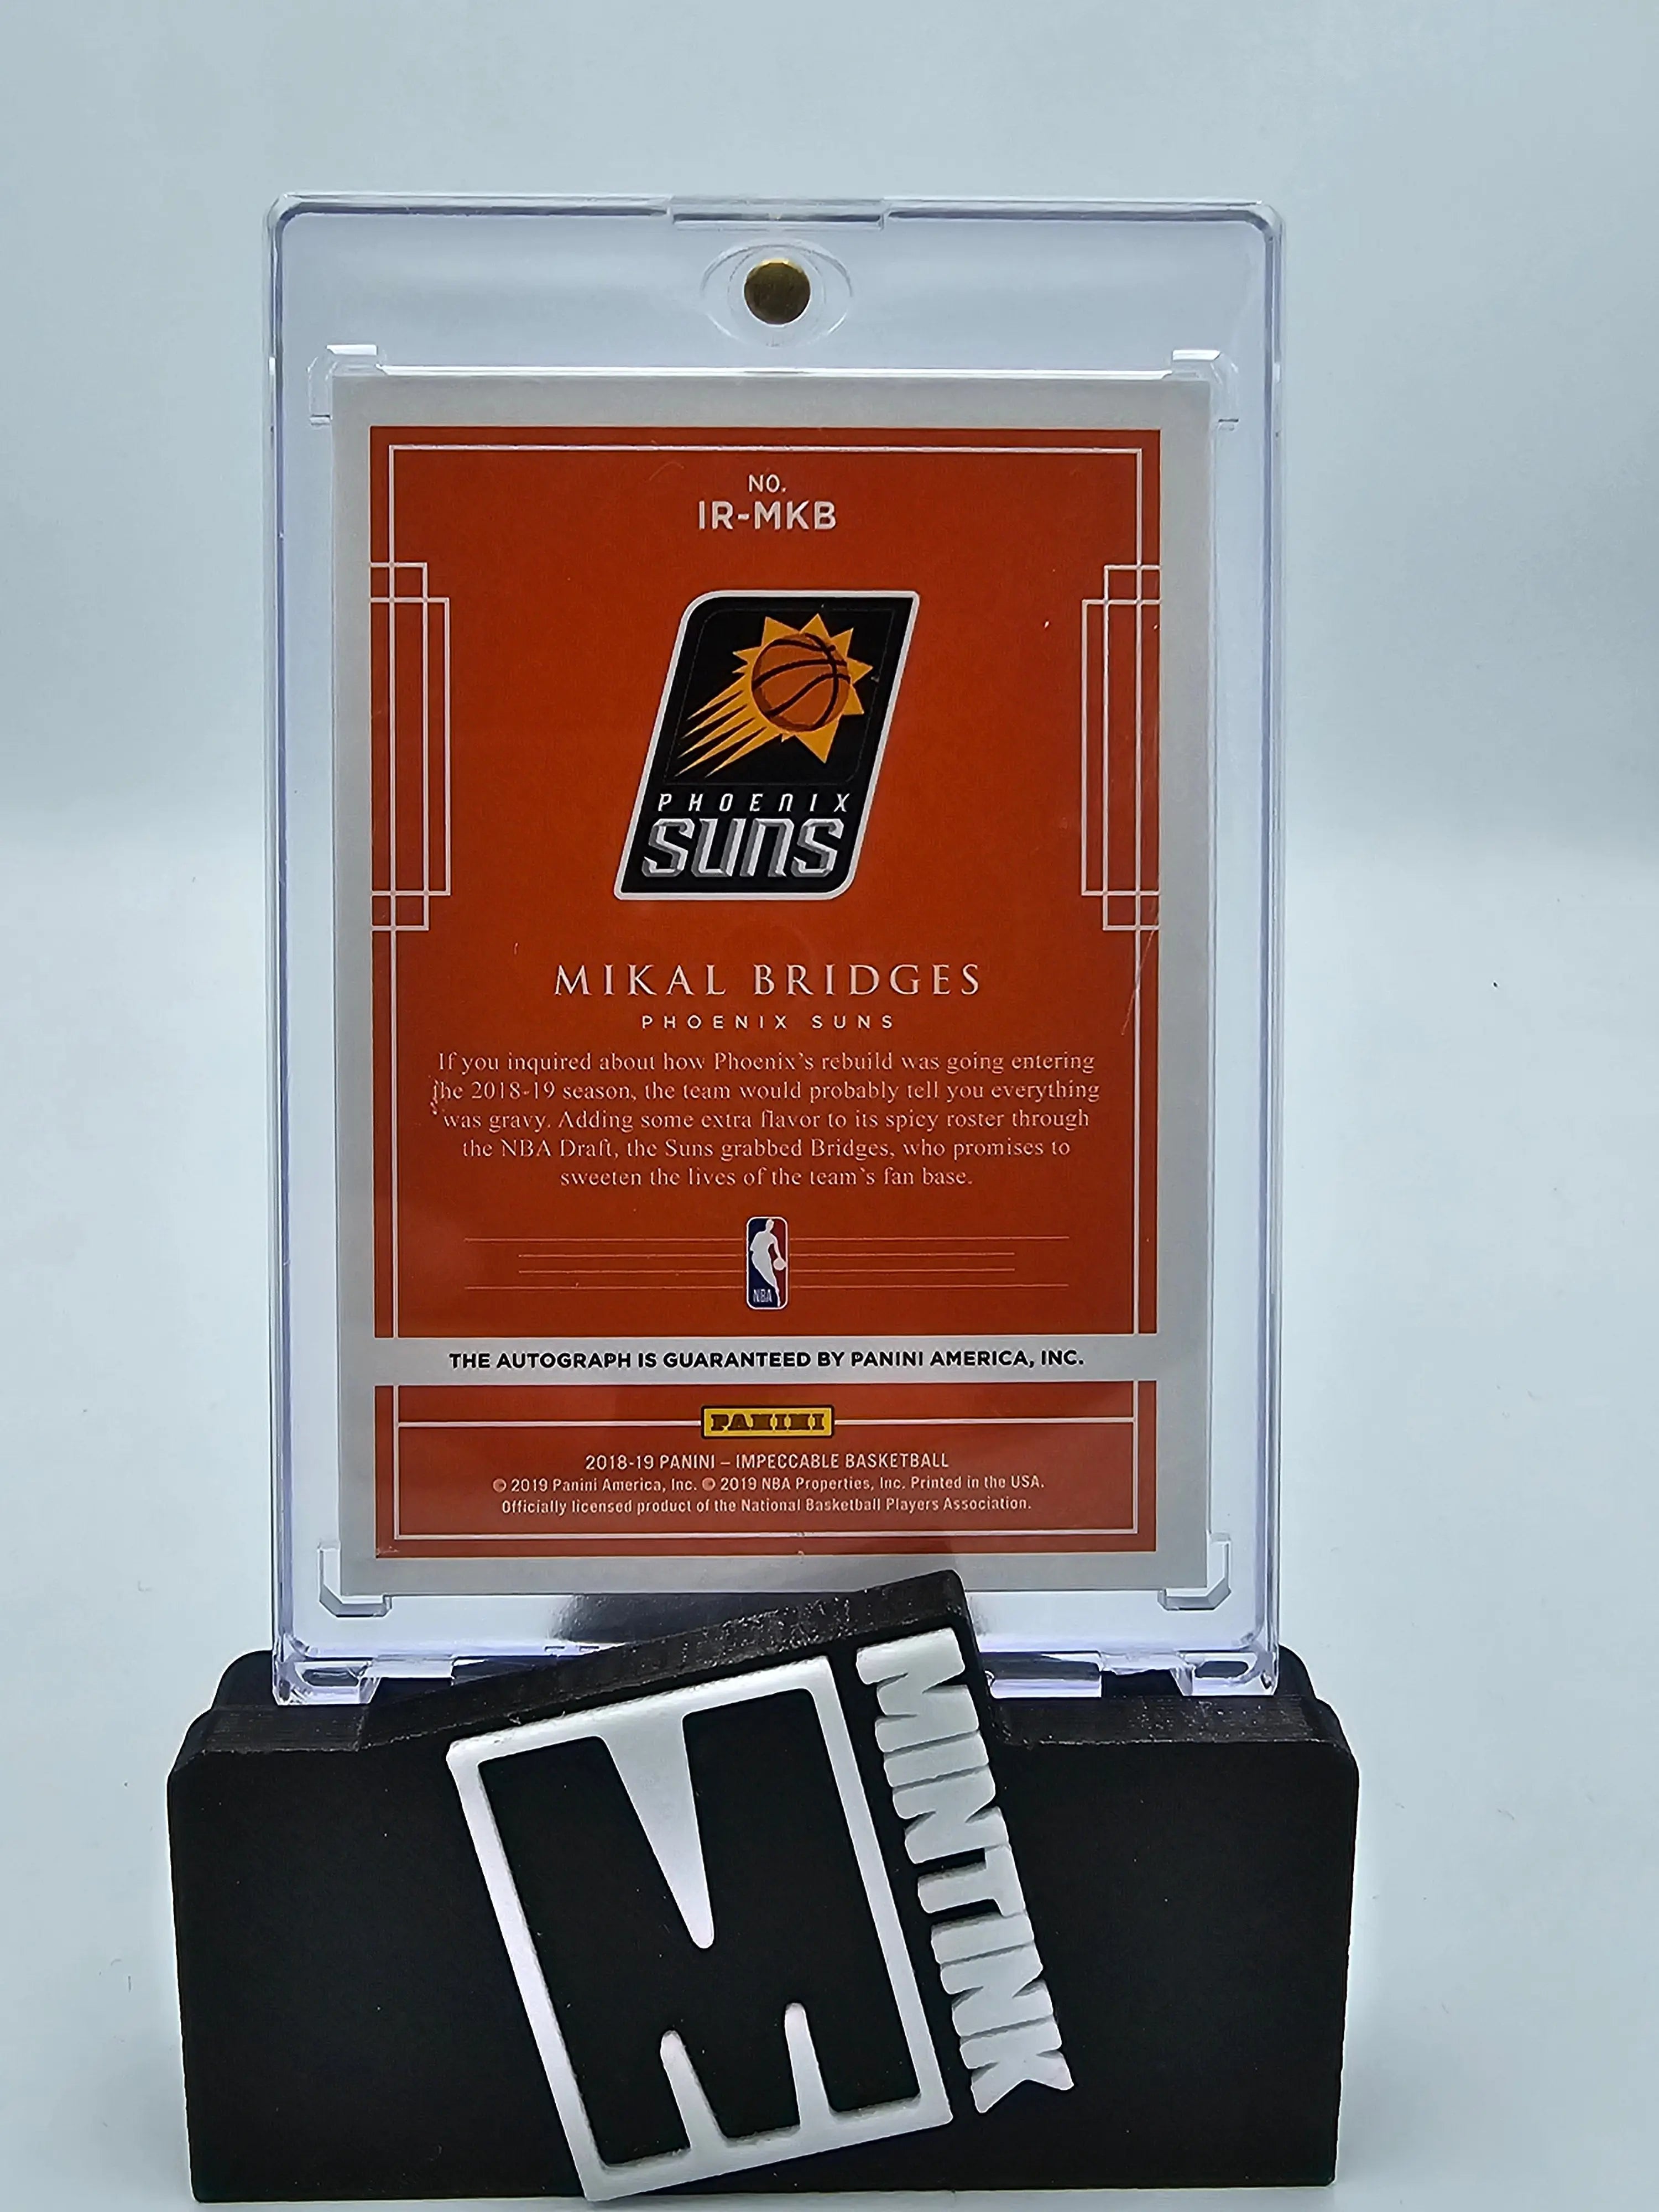 NO.
IR-MKB
PHOENIX
SUNS
MIKAL BRIDGES
PHOENIX SUNS
If you inquired about how Phoenix's rebuild was going entering
the 2018-19 season, the team would probably tell you everything
was gravy. Adding some extra flavor to its spicy roster through
the NBA Draft, the Suns grabbed Bridges, who promises to
sweeten the lives of the team's fan base.
NBA
THE AUTOGRAPH IS GUARANTEED BY PANINI AMERICA, INC.
PANINI
2018-19 PANINI – IMPECCABLE BASKETBALL
© 2019 Panini America, Inc. © 2019 NBA Properties, Inc. Printed in the USA.
Officially licensed product of the National Basketball Players Association.
M
MINTINK